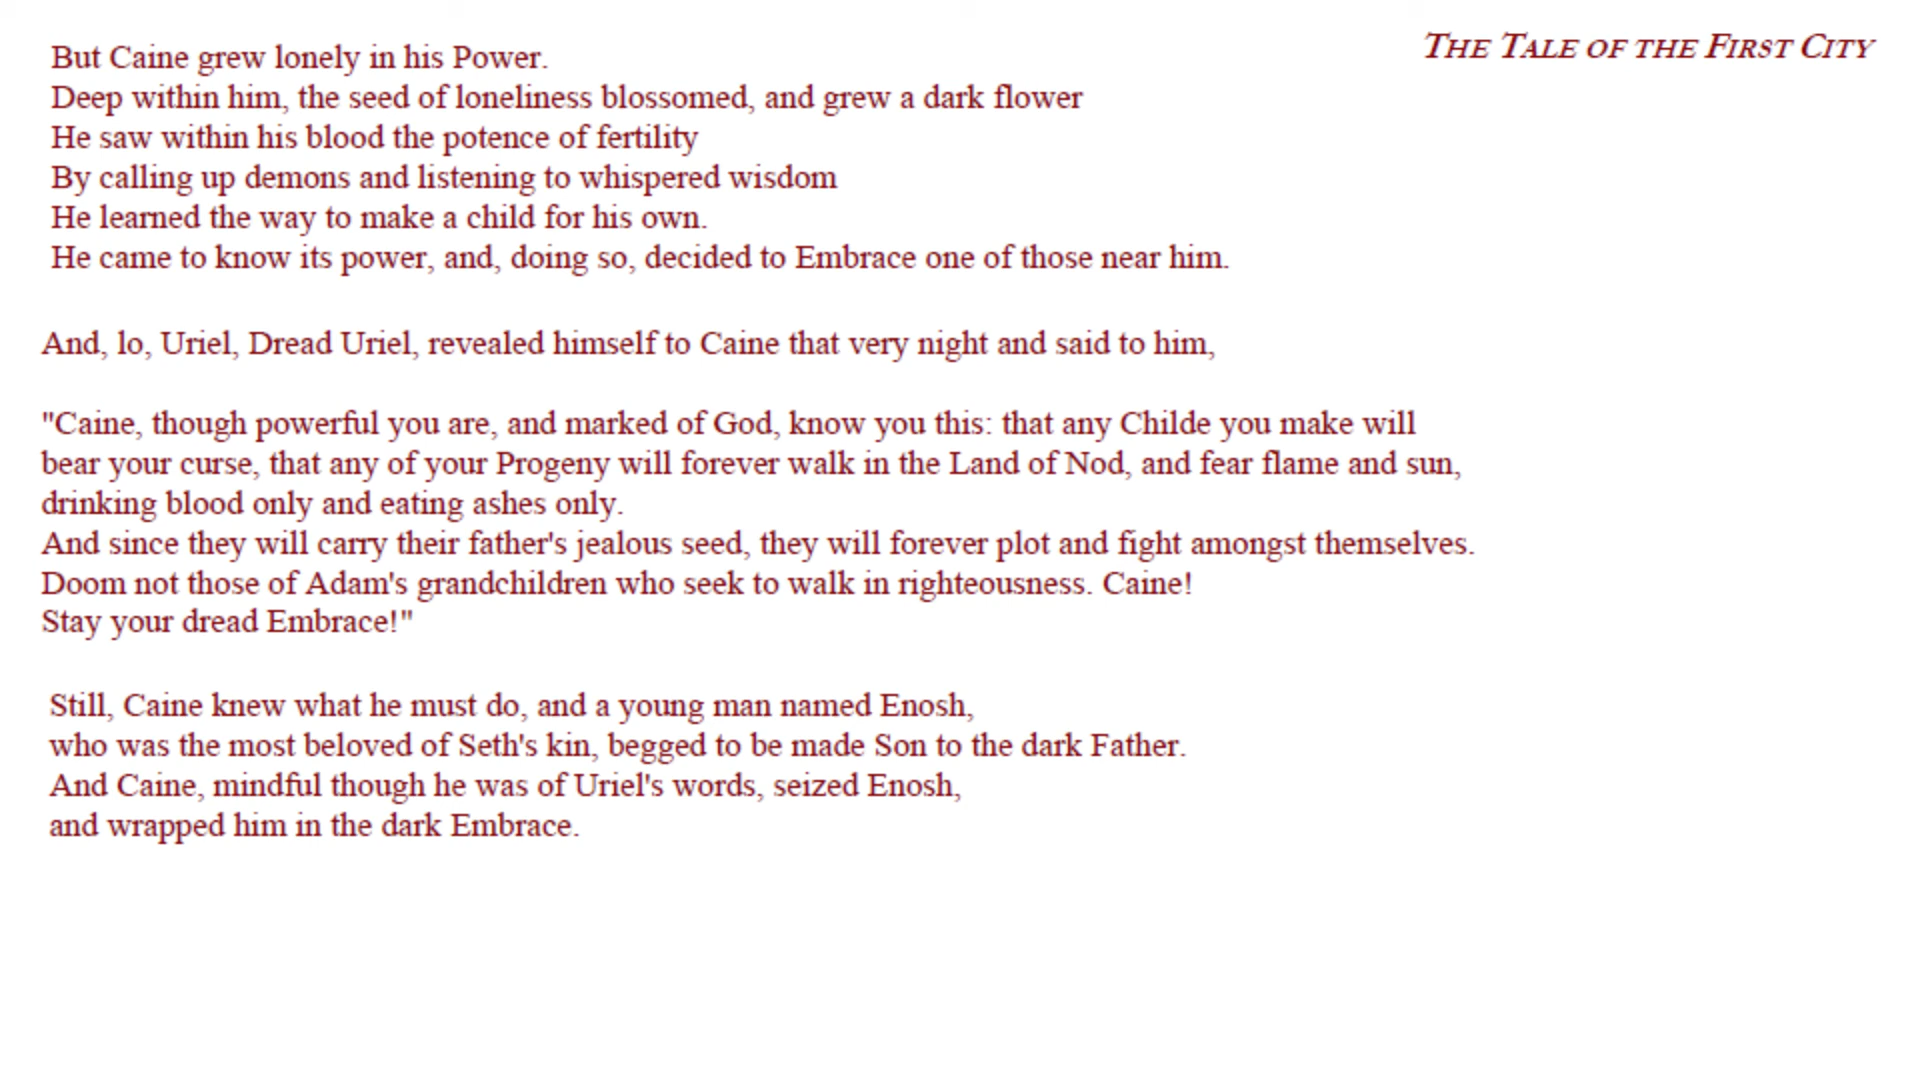 THE TALE OF THE FIRST CITY
But Caine grew lonely in his Power.
Deep within him, the seed of loneliness blossomed, and grew a dark flower
He saw within his blood the potence of fertility
By calling up demons and listening to whispered wisdom
He learned the way to make a child for his own.
He came to know its power, and, doing so, decided to Embrace one of those near him.
And, lo, Uriel, Dread Uriel, revealed himself to Caine that very night and said to him,
"Caine, though powerful you are, and marked of God, know you this: that any Childe you make will
bear your curse, that any of your Progeny will forever walk in the Land of Nod, and fear flame and sun,
drinking blood only and eating ashes only.
And since they will carry their father's jealous seed, they will forever plot and fight amongst themselves.
Doom not those of Adam's grandchildren who seek to walk in righteousness. Caine!
Stay your dread Embrace!"
Still, Caine knew what he must do, and a young man named Enosh,
who was the most beloved of Seth's kin, begged to be made Son to the dark Father.
And Caine, mindful though he was of Uriel's words, seized Enosh,
and wrapped him in the dark Embrace.